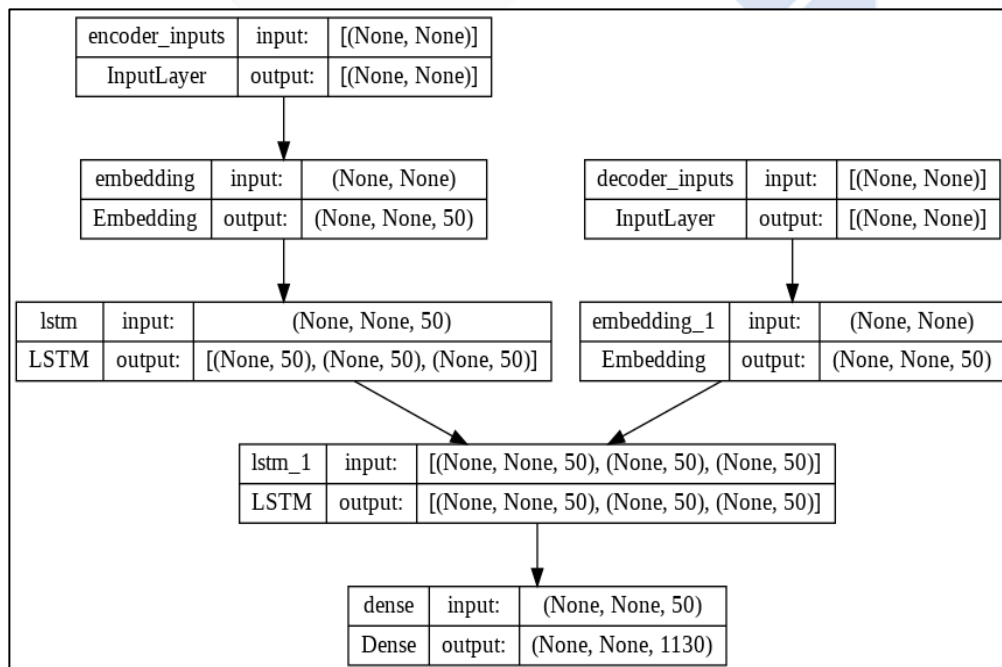 encoder_inputs input: [(None, None)]
InputLayer output: [(None, None)]
embedding input: (None, None)
Embedding output: (None, None, 50)
decoder_inputs input: [(None, None)]
InputLayer output: [(None, None)]
lstm input: (None, None, 50)
LSTM output: [(None, 50), (None, 50), (None, 50)]
embedding_1 input: (None, None)
Embedding output: (None, None, 50)
lstm_1 input: [(None, None, 50), (None, 50), (None, 50)]
LSTM output: [(None, None, 50), (None, 50), (None, 50)]
dense input: (None, None, 50)
Dense output: (None, None, 1130)